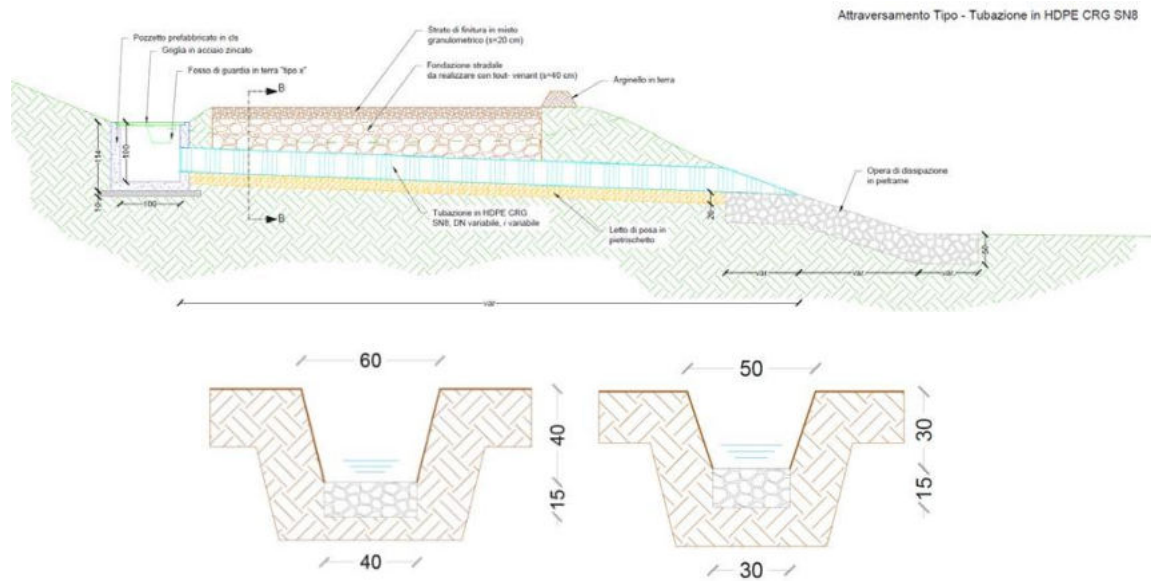 Attraversamento Tipo - Tubazione in HDPE CRG SN8
Pozzetto prefabbricato in cls
Griglia in acciaio zincato
Fosso di guardia in terra "tipo x"
Strato di finitura in misto
granulometrico (s=20 cm)
Fondazione stradale
da realizzare con tout- venant (s=40 cm)
Arginello in terra
B
B
114
100
10
100
Tubazione in HDPE CRG
SN8, DN variabile, i variabile
Letto di posa in
pietrischetto
Opera di dissipazione
in pietrame
20
50
var
var
var
var
60
40
15
40
50
30
15
30